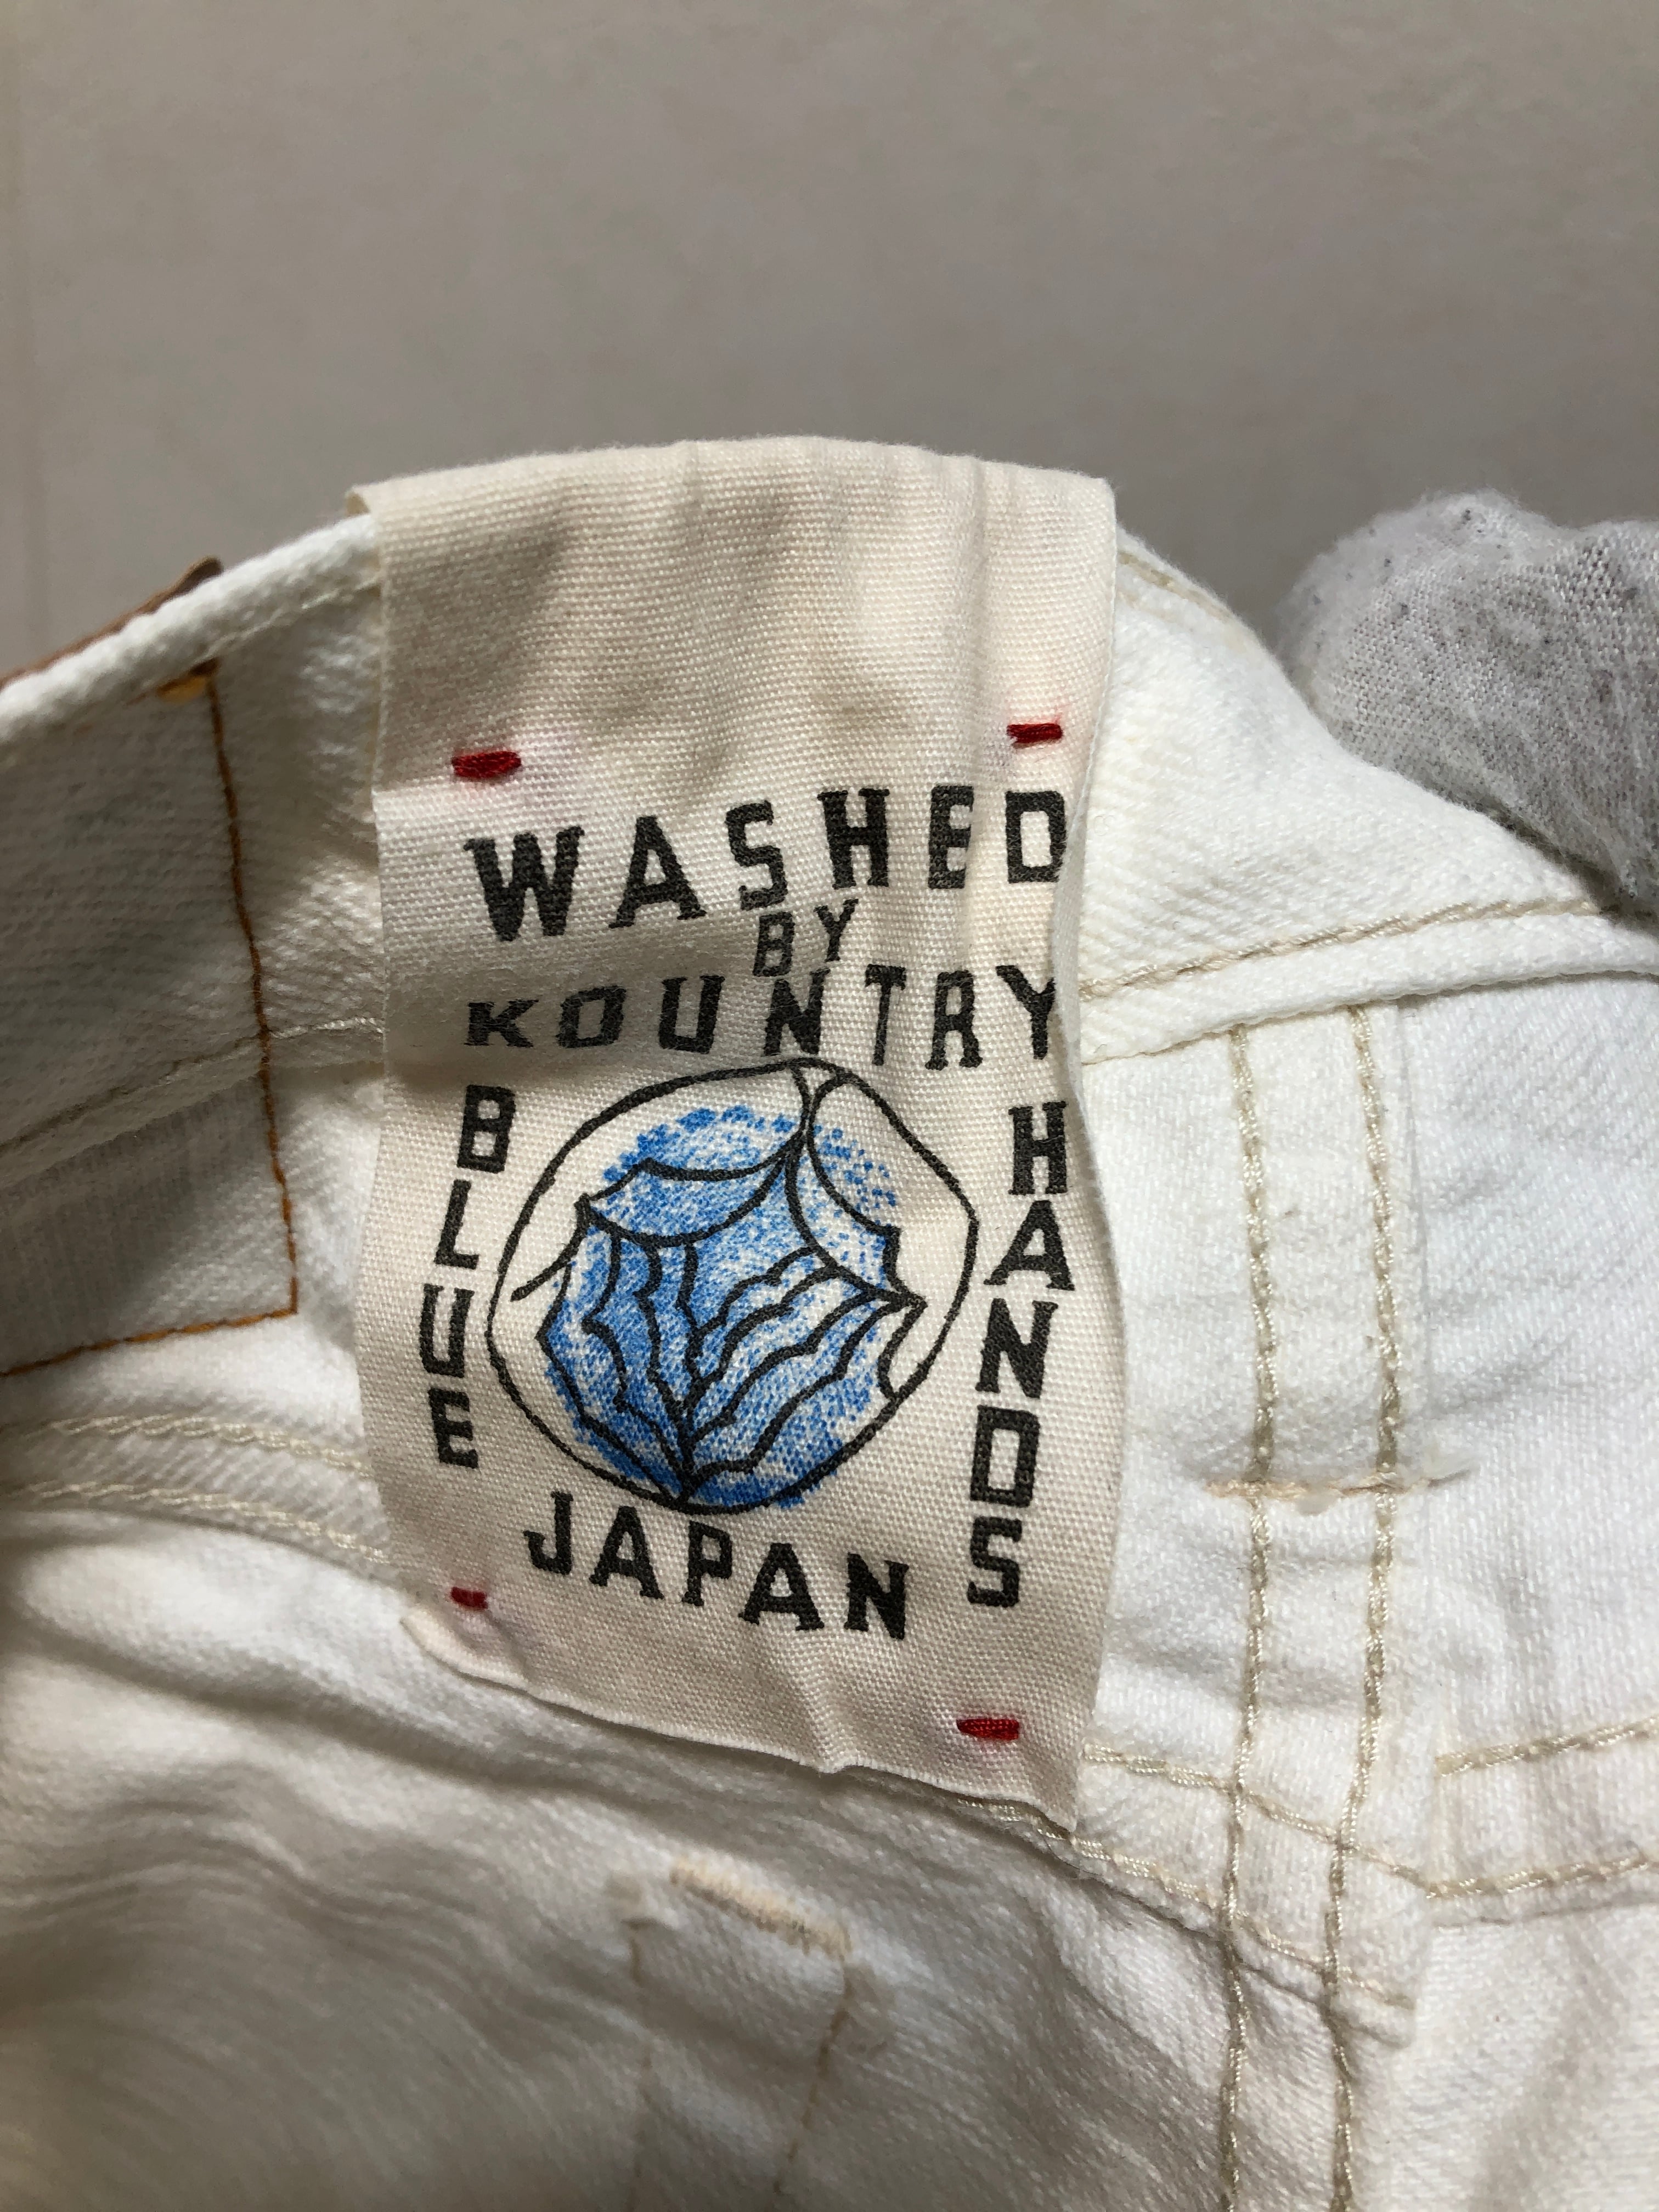 WASHED
BY
KOUNTRY
BLUE
HANDS
JAPAN